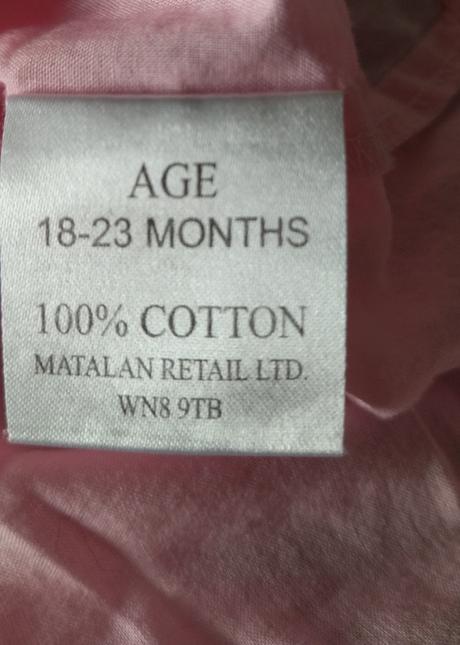 AGE
18-23 MONTHS
100% COTTON
MATALAN RETAIL LTD.
WN8 9TB